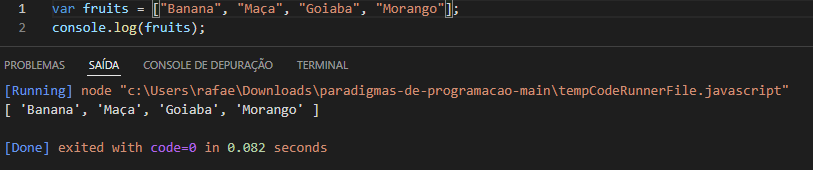 1 var fruits = ["Banana", "Maça", "Goiaba", "Morango"];
2 console.log(fruits);
PROBLEMAS SAÍDA CONSOLE DE DEPURAÇÃO TERMINAL
[Running] node "c:\Users\rafae\Downloads\paradigmas-de-programacao-main\tempCodeRunnerFile.javascript"
[ 'Banana', 'Maça', 'Goiaba', 'Morango' ]
[Done] exited with code=0 in 0.082 seconds